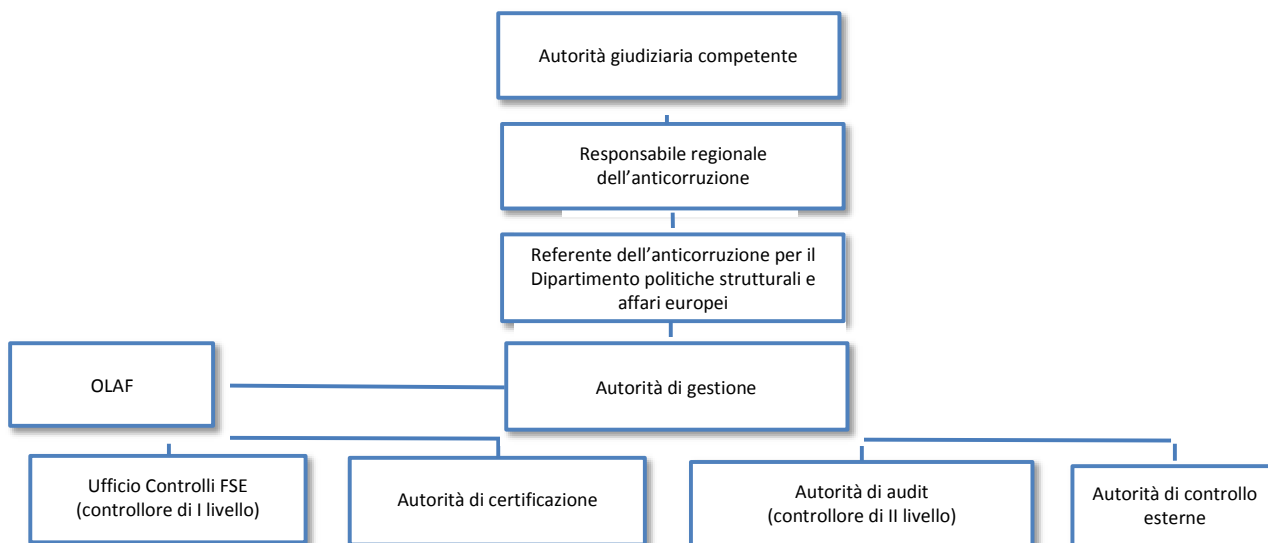 Autorità giudiziaria competente
Responsabile regionale
dell’anticorruzione
Referente dell’anticorruzione per il
Dipartimento politiche strutturali e
affari europei
OLAF
Autorità di gestione
Ufficio Controlli FSE
(controllore di I livello)
Autorità di certificazione
Autorità di audit
(controllore di II livello)
Autorità di controllo
esterne